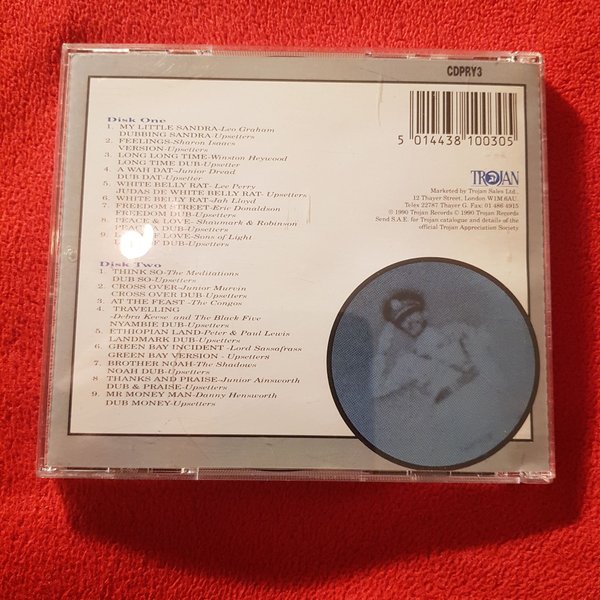 CDPRY3
Disk One
1. MY LITTLE SANDRA-Leo Graham
DUBBING SANDRA-Upsetters
2. FEELINGS-Sharon Isaacs
VERSION-Upsetters
3. LONG LONG TIME-Winston Heywood
LONG TIME DUB-Upsetter
4. A WAH DAT-Junior Dread
DUB DAT-Upsetter
5. WHITE BELLY RAT-Lee Perry
JUDAS DE WHITE BELLY RAT-Upsetters
6. WHITE BELLY RAT-Jah Lloyd
7. FREEDOM STREET-Eric Donaldson
FREEDOM DUB-Upsetters
8. PEACE & LOVE-Shaumark & Robinson
PEACE A DUB-Upsetters
9. LOVE-Sons of Light
OF DUB-Upsetters
Disk Two
1. THINK SO-The Meditations
DUB SO-Upsetters
2. CROSS OVER-Junior Murvin
CROSS OVER DUB-Upsetters
3. AT THE FEAST-The Congos
4. TRAVELLING
-Debra Keese and The Black Five
NYAMBIE DUB-Upsetters
5. ETHIOPIAN LAND-Peter & Paul Lewis
LANDMARK DUB-Upsetters
6. GREEN BAY INCIDENT-Lord Sassafrass
GREEN BAY VERSION - Upsetters
7. BROTHER NOAH-The Shadows
NOAH DUB-Upsetters
8 THANKS AND PRAISE-Junior Ainsworth
DUB & PRAISE-Upsetters
9. MR MONEY MAN-Danny Hensworth
DUB MONEY-Upsetters
5 014438 100305
TROJAN
Marketed by Trojan Sales Ltd.
12 Thayer Street, London W1M 6AU.
Telex 22787 Thayer G. Fax: 01 486 4915
℗ 1990 Trojan Records © 1990 Trojan Records
Send S.A.E. for Trojan catalogue and details of the
official Trojan Appreciation Society